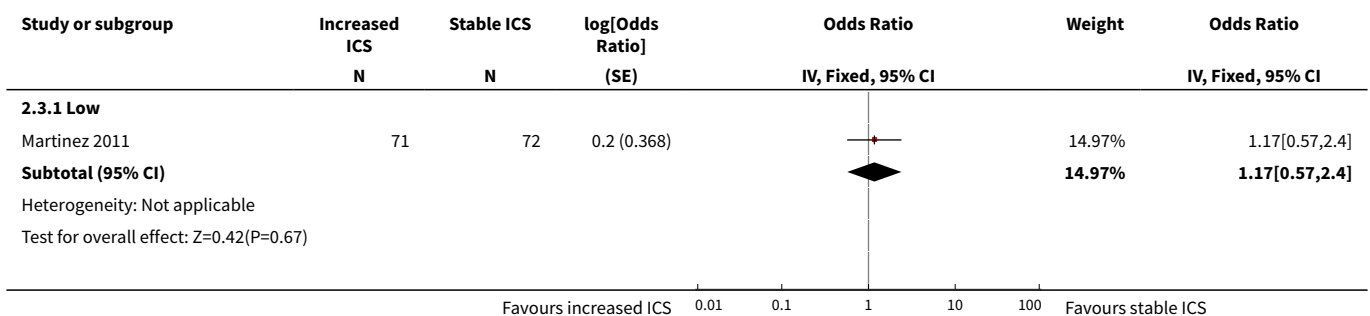 Study or subgroup Increased ICS Stable ICS log[Odds Ratio] Odds Ratio Weight Odds Ratio
N N (SE) IV, Fixed, 95% CI IV, Fixed, 95% CI
2.3.1 Low
Martinez 2011 71 72 0.2 (0.368) 14.97% 1.17[0.57,2.4]
Subtotal (95% CI) 14.97% 1.17[0.57,2.4]
Heterogeneity: Not applicable
Test for overall effect: Z=0.42(P=0.67)
Favours increased ICS 0.01 0.1 1 10 100 Favours stable ICS